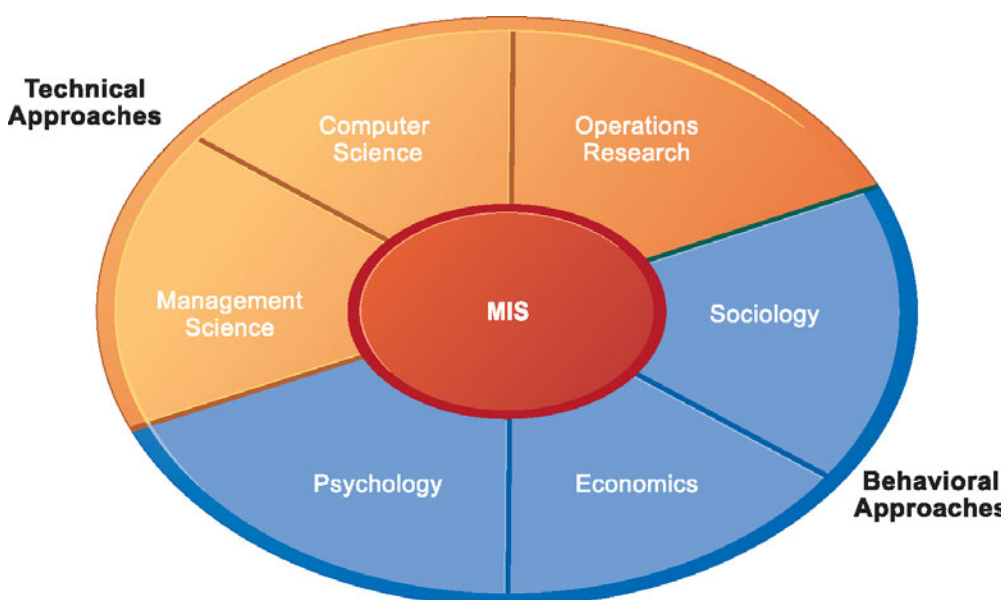 Technical
Approaches
Computer
Science
Operations
Research
Management
Science
MIS
Sociology
Psychology
Economics
Behavioral
Approaches